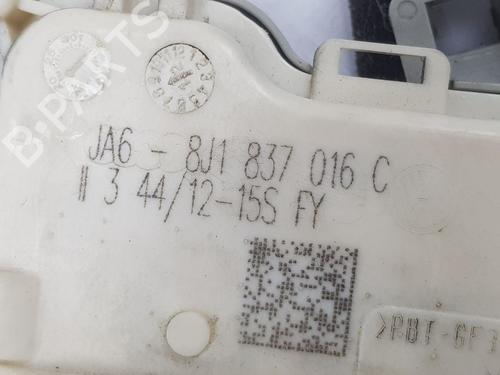 B-PARTS
JA6 - 8J1 837 016 C
II 3 44/12-15S FY
>PBT-GF